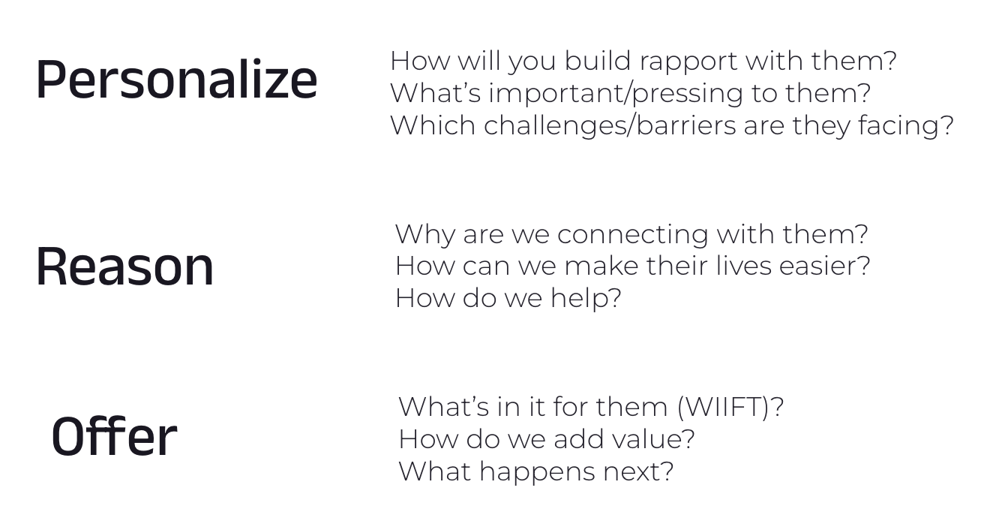 Personalize
How will you build rapport with them?
What’s important/pressing to them?
Which challenges/barriers are they facing?
Reason
Why are we connecting with them?
How can we make their lives easier?
How do we help?
Offer
What’s in it for them (WIIFT)?
How do we add value?
What happens next?